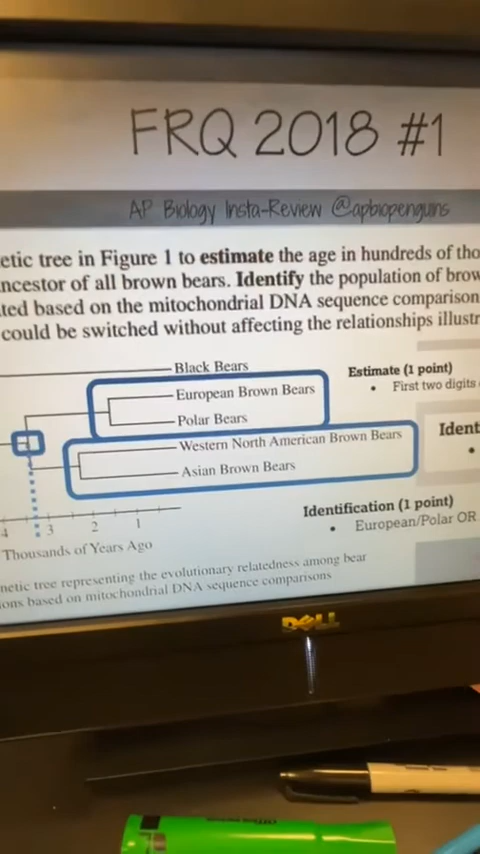 FRQ 2018 #1
AP Biology Insta-Review @apbiopenguins
etic tree in Figure 1 to estimate the age in hundreds of tho
ncestor of all brown bears. Identify the population of brow
ted based on the mitochondrial DNA sequence comparison
could be switched without affecting the relationships illustr
Black Bears
European Brown Bears
Polar Bears
Western North American Brown Bears
Asian Brown Bears
4 3 2 1
Thousands of Years Ago
netic tree representing the evolutionary relatedness among bear
ons based on mitochondrial DNA sequence comparisons
Estimate (1 point)
• First two digits
Ident
•
Identification (1 point)
• European/Polar OR
DELL